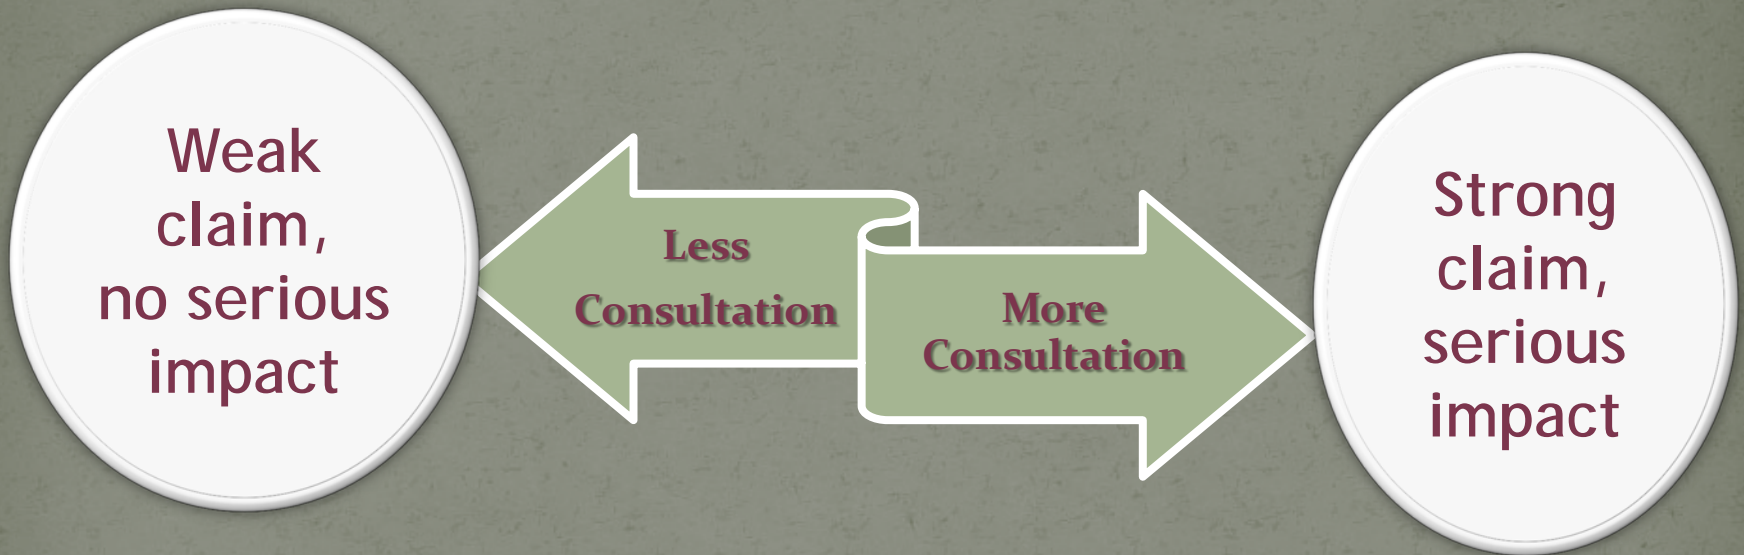 Weak
claim,
no serious
impact
Less
Consultation
More
Consultation
Strong
claim,
serious
impact